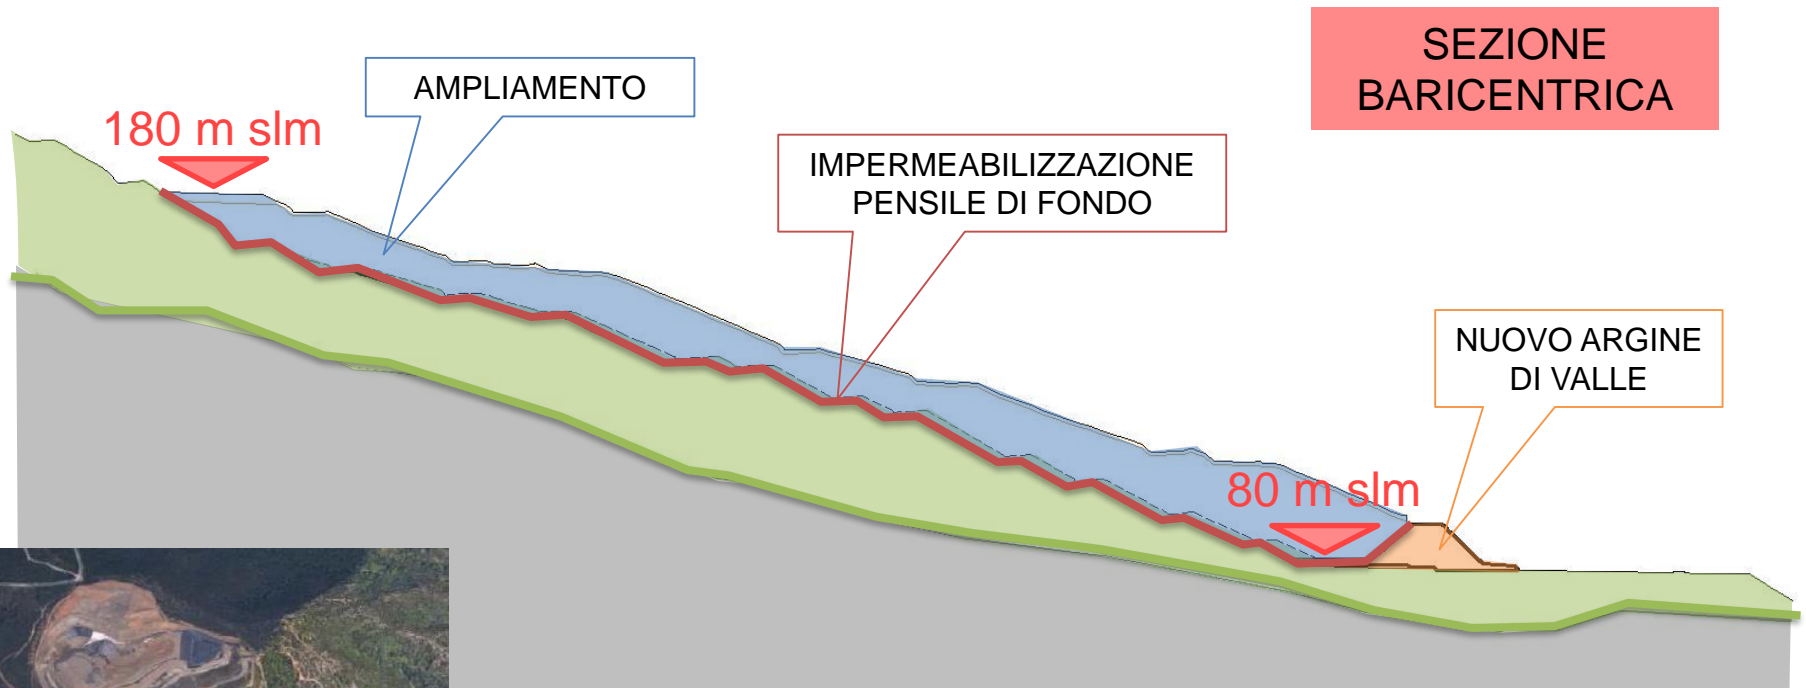 SEZIONE
BARICENTRICA
AMPLIAMENTO
180 m slm
IMPERMEABILIZZAZIONE
PENSILE DI FONDO
NUOVO ARGINE
DI VALLE
80 m slm